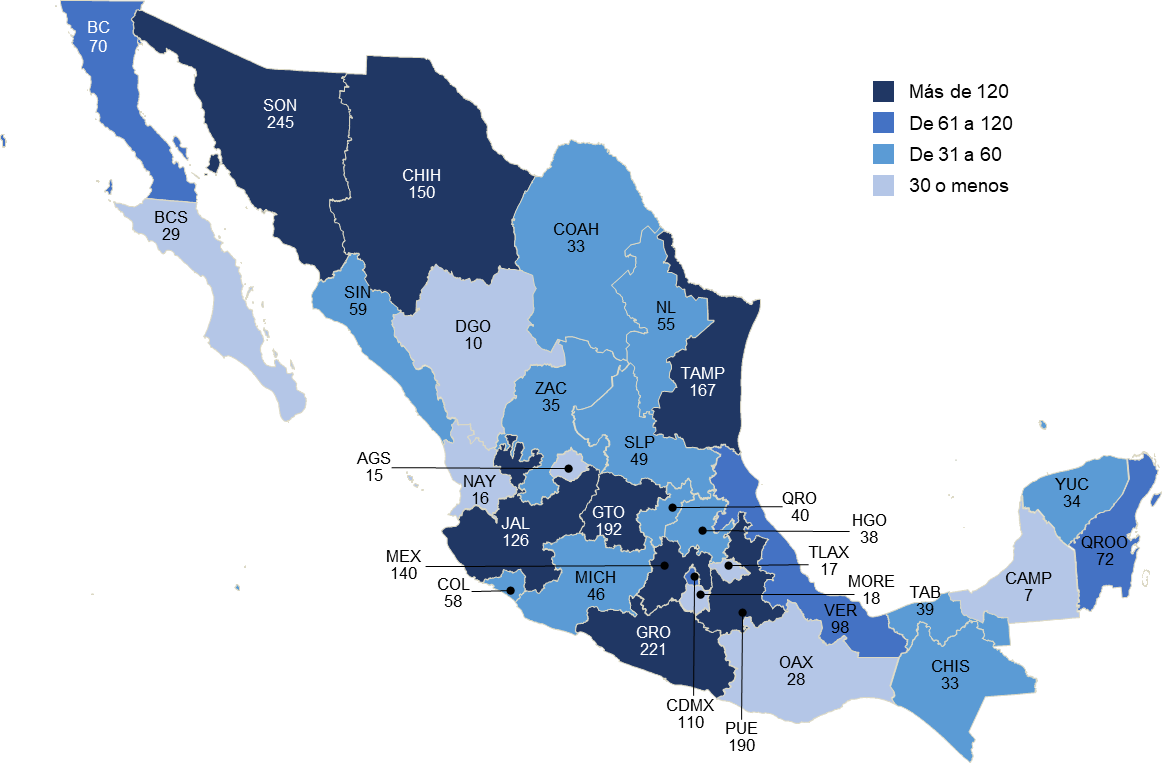 BC
70
SON
245
CHIH
150
BCS
29
COAH
33
SIN
59
DGO
10
NL
55
TAMP
167
ZAC
35
SLP
49
AGS
15
NAY
16
JAL
126
GTO
192
QRO
40
HGO
38
MEX
140
COL
58
MICH
46
TLAX
17
MORE
18
VER
98
GRO
221
CDMX
110
PUE
190
OAX
28
TAB
39
CHIS
33
CAMP
7
YUC
34
QROO
72
Más de 120
De 61 a 120
De 31 a 60
30 o menos